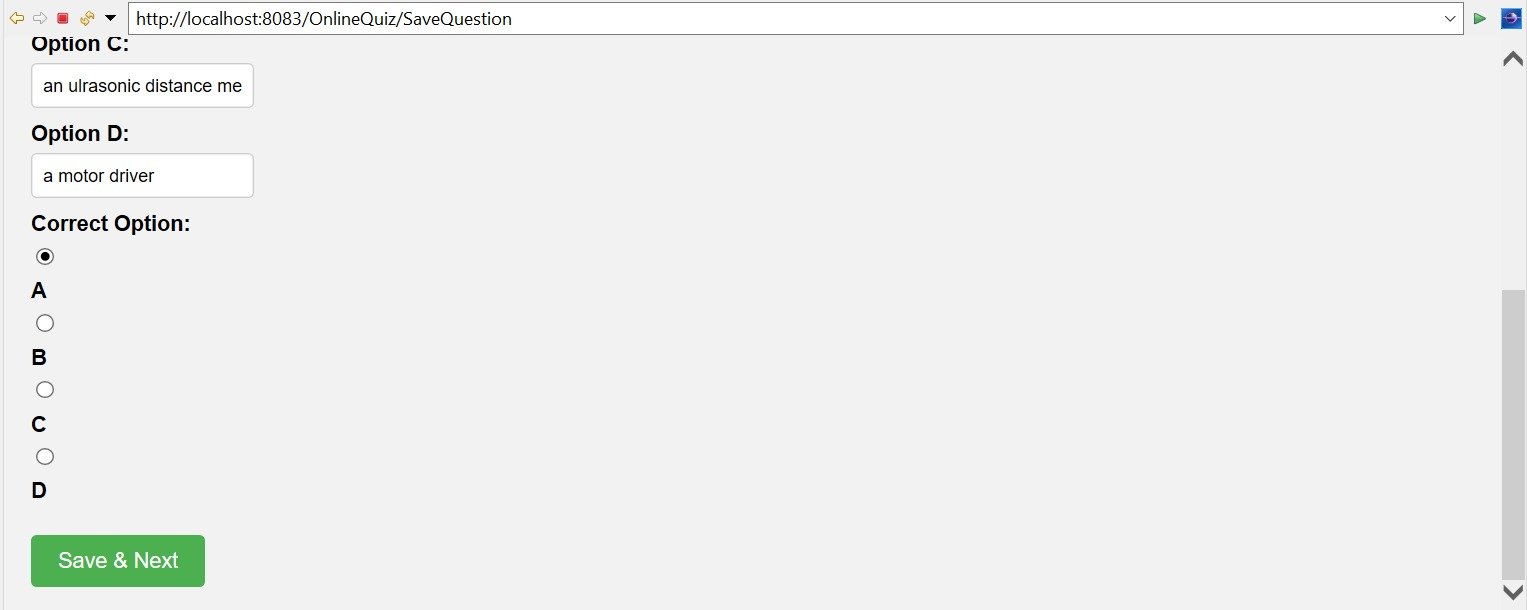 http://localhost:8083/OnlineQuiz/SaveQuestion
Option C:
an ulrasonic distance me
Option D:
a motor driver
Correct Option:
A
B
C
D
Save & Next